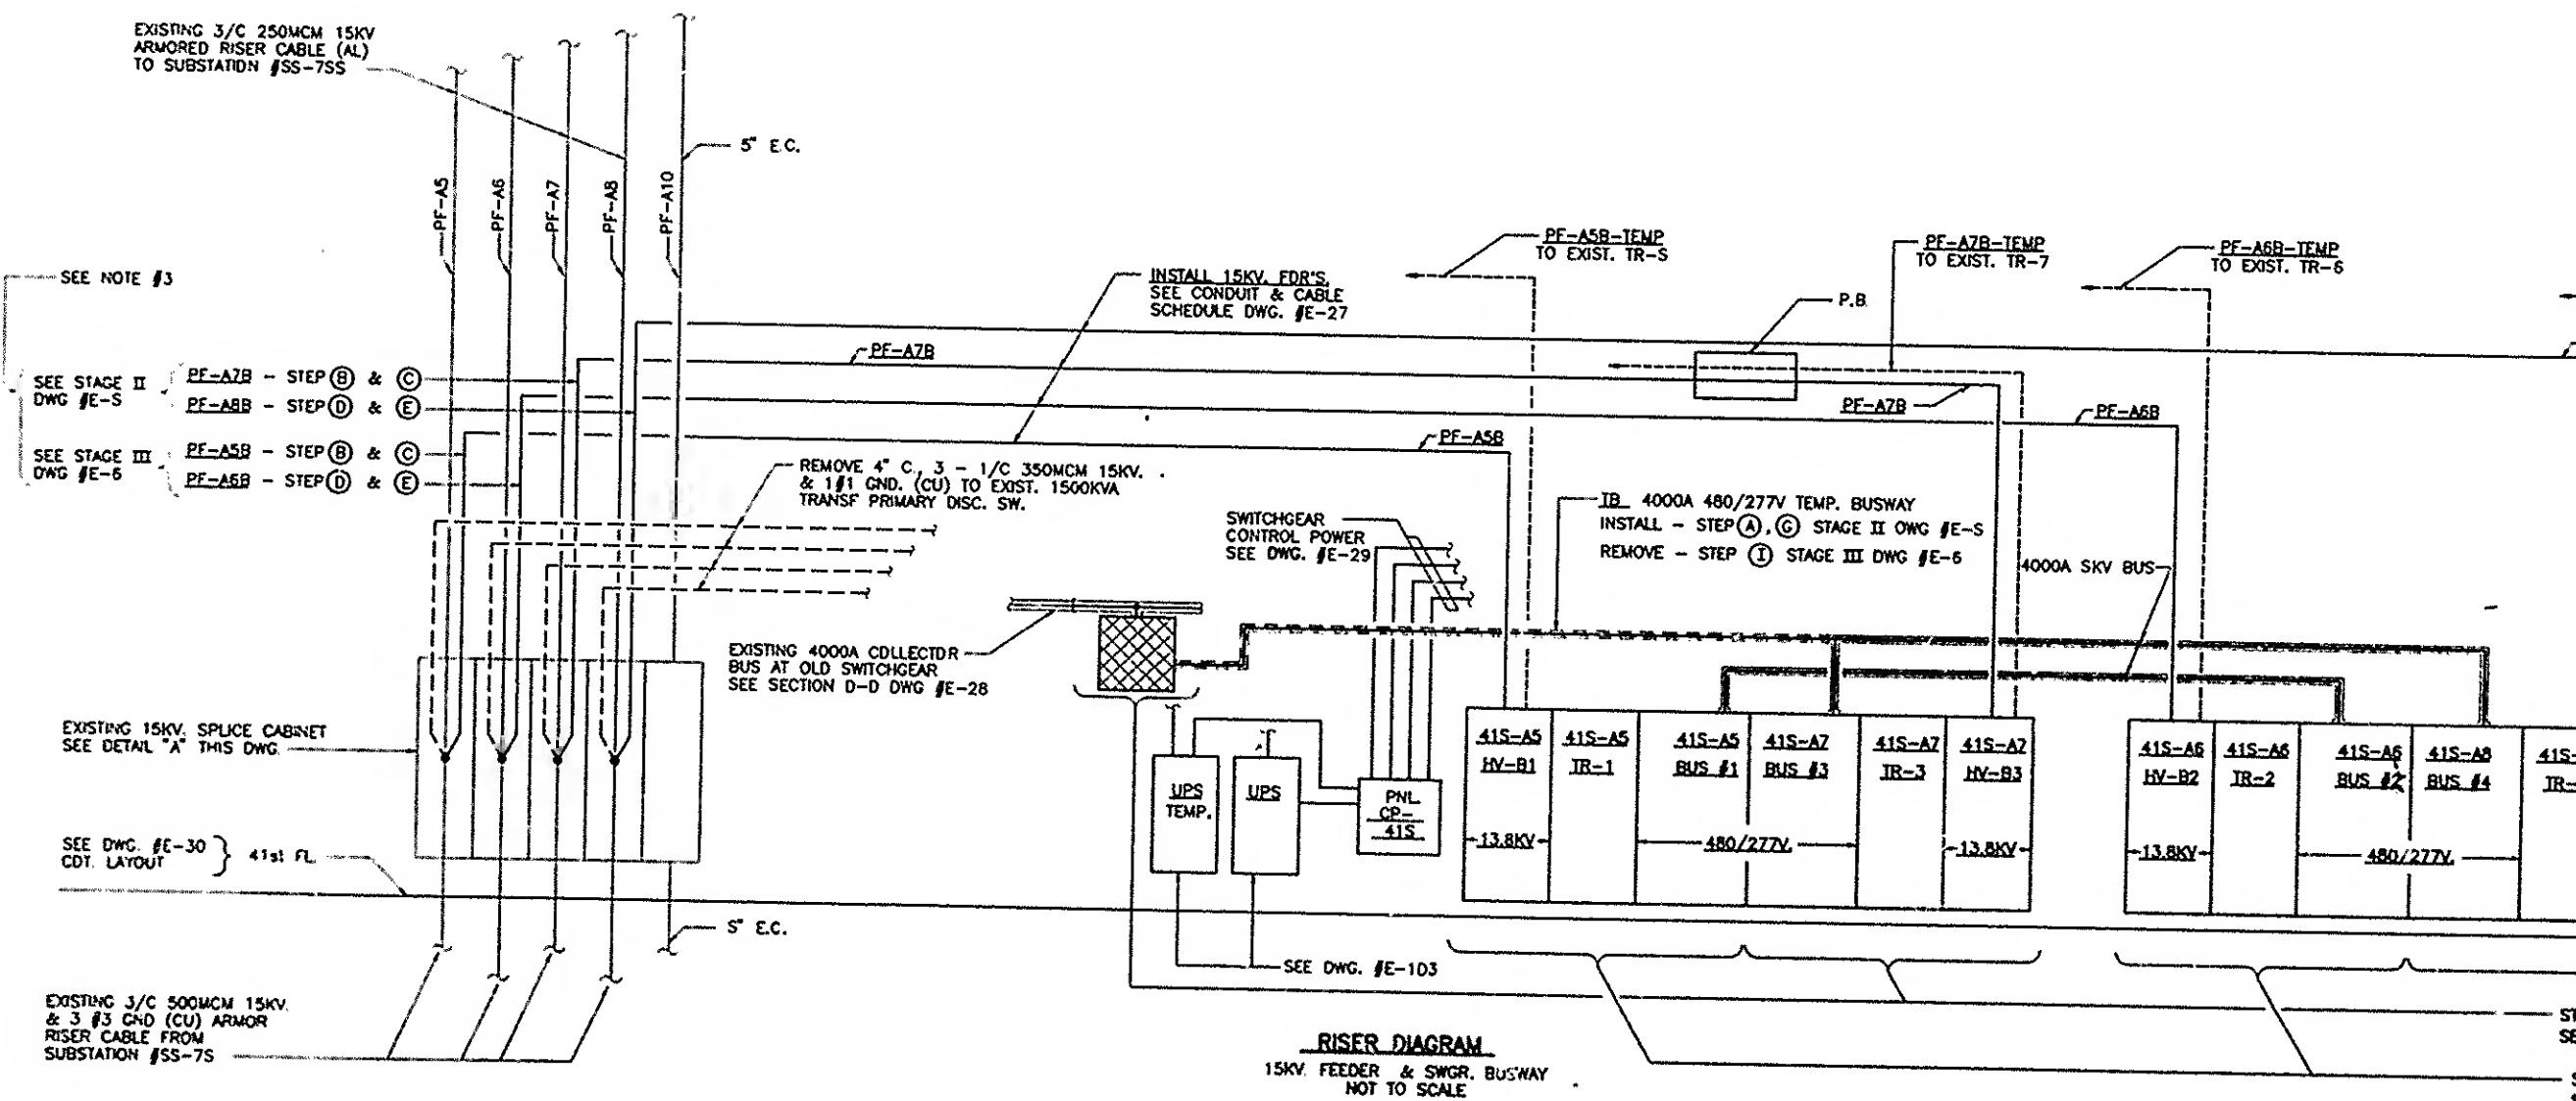 EXISTING 3/C 250MCM 15KV
ARMORED RISER CABLE (AL)
TO SUBSTATION #SS-7SS
5" E.C.
PF-A5
PF-A6
PF-A7
PF-A8
PF-A10
SEE NOTE #3
SEE STAGE II
DWG #E-S
PF-A7B - STEP (B) & (C)
PF-A8B - STEP (D) & (E)
SEE STAGE III
DWG #E-6
PF-A5B - STEP (B) & (C)
PF-A6B - STEP (D) & (E)
INSTALL 15KV. FDR'S.
SEE CONDUIT & CABLE
SCHEDULE DWG. #E-27
PF-A5B-TEMP
TO EXIST. TR-S
PF-A7B-TEMP
TO EXIST. TR-7
PF-A6B-TEMP
TO EXIST. TR-6
P.B.
PF-A7B
PF-A7B
PF-A6B
PF-A5B
REMOVE 4" C., 3 - 1/C 350MCM 15KV.
& 1#1 GND. (CU) TO EXIST. 1500KVA
TRANSF PRIMARY DISC. SW.
SWITCHGEAR
CONTROL POWER
SEE DWG. #E-29
TB 4000A 480/277V TEMP. BUSWAY
INSTALL - STEP (A), (G) STAGE II DWG #E-S
REMOVE - STEP (I) STAGE III DWG #E-6
4000A SKV BUS
EXISTING 4000A COLLECTOR
BUS AT OLD SWITCHGEAR
SEE SECTION D-D DWG #E-28
EXISTING 15KV. SPLICE CABINET
SEE DETAIL "A" THIS DWG.
UPS
TEMP.
UPS
PNL
CP-
41S
41S-A5
HV-B1
41S-A5
TR-1
41S-A5
BUS #1
41S-A7
BUS #3
41S-A7
TR-3
41S-A7
HV-B3
13.8KV
480/277V.
13.8KV
41S-A6
HV-B2
41S-A6
TR-2
41S-A6
BUS #2
41S-A8
BUS #4
41S-
TR-
13.8KV
480/277V.
SEE DWG. #E-30
CDT. LAYOUT
41st FL.
S" E.C.
SEE DWG. #E-1D3
EXISTING 3/C 500MCM 15KV.
& 3 #3 GND (CU) ARMOR
RISER CABLE FROM
SUBSTATION #SS-7S
RISER DIAGRAM
15KV. FEEDER & SWGR. BUSWAY
NOT TO SCALE